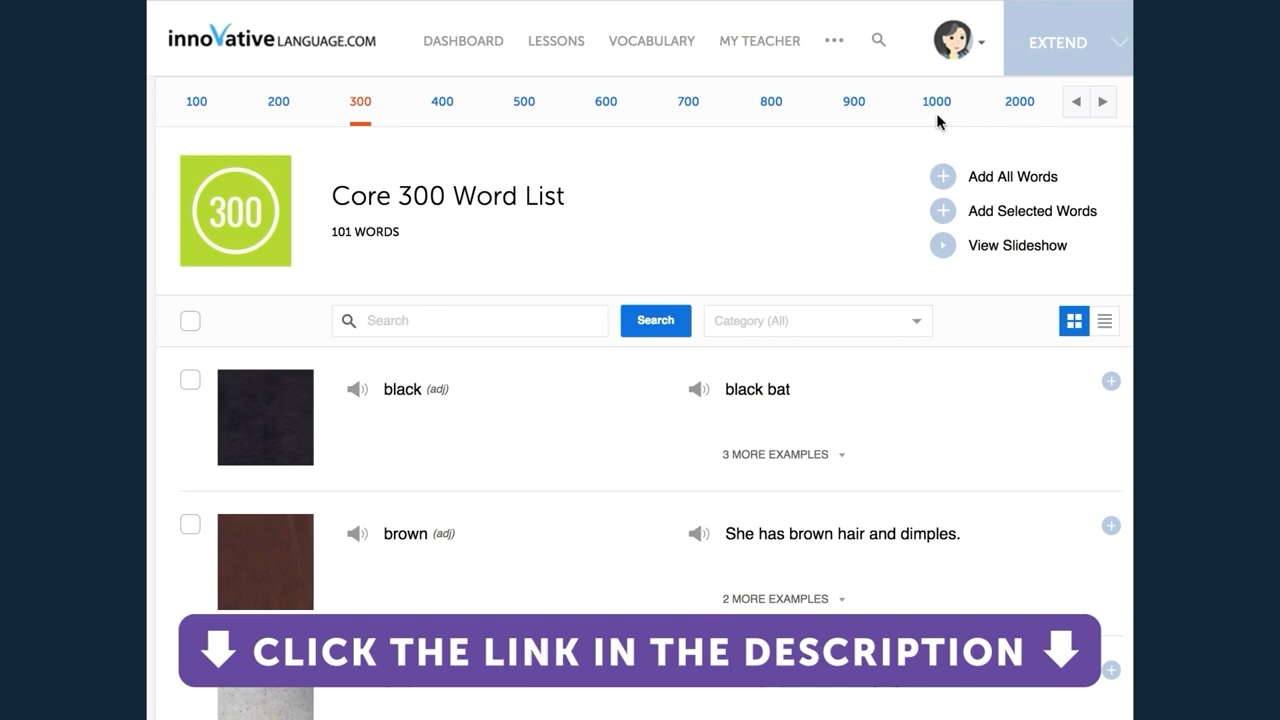 innoVative LANGUAGE.COM
DASHBOARD LESSONS VOCABULARY MY TEACHER ••• EXTEND
100 200 300 400 500 600 700 800 900 1000 2000
300
Core 300 Word List
101 WORDS
Add All Words
Add Selected Words
View Slideshow
Search Search Category (All)
black (adj) black bat
3 MORE EXAMPLES
brown (adj) She has brown hair and dimples.
2 MORE EXAMPLES
CLICK THE LINK IN THE DESCRIPTION